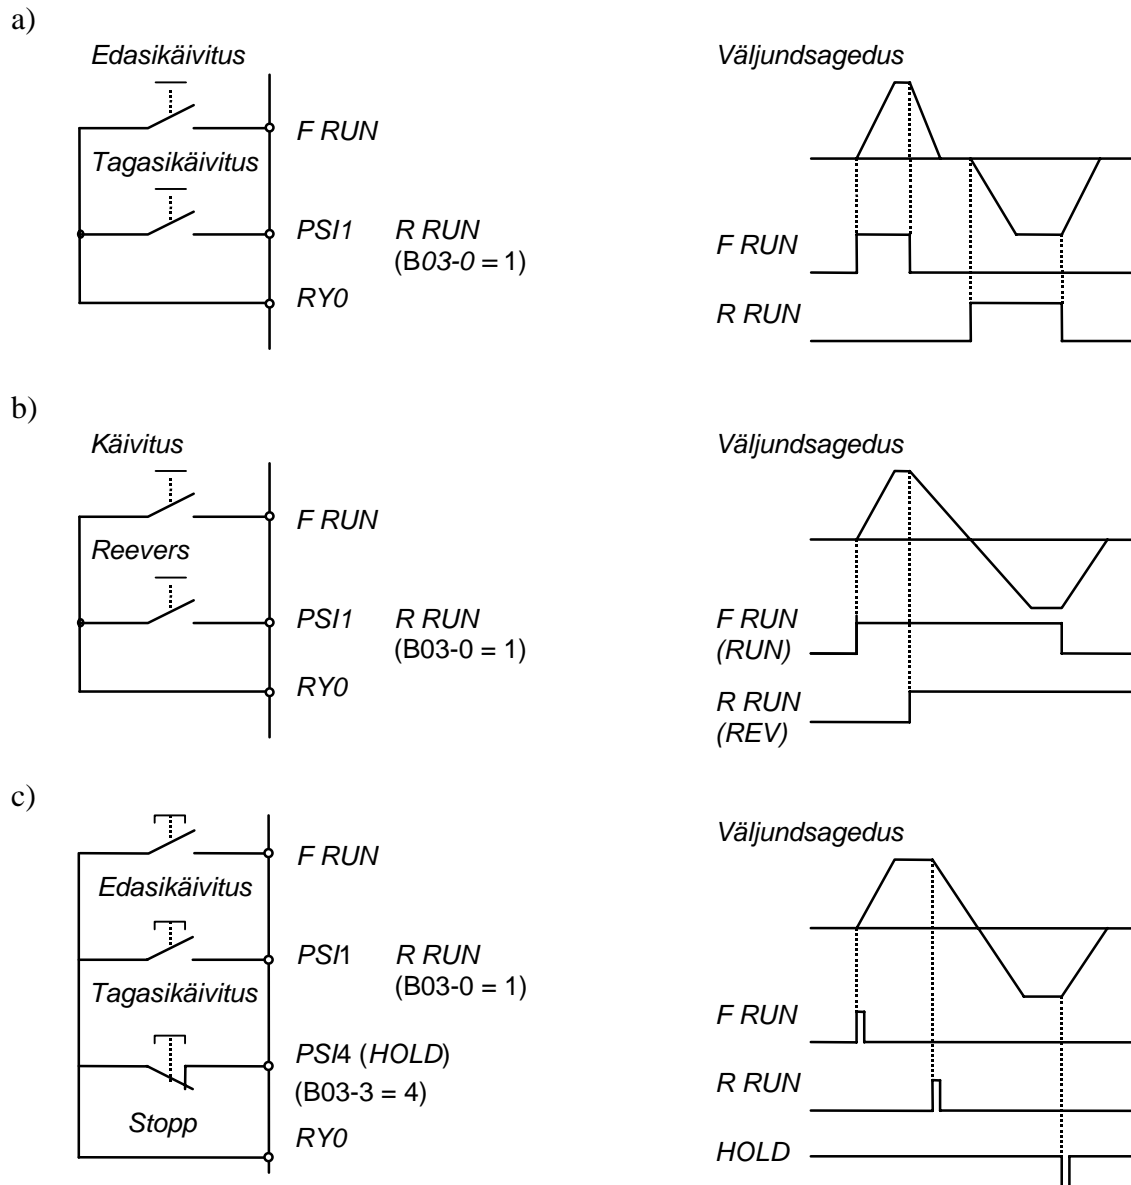 a)
Edasikäivitus
F RUN
Tagasikäivitus
PSI1 R RUN
(B03-0 = 1)
RY0
Väljundsagedus
F RUN
R RUN
b)
Käivitus
F RUN
Reevers
PSI1 R RUN
(B03-0 = 1)
RY0
Väljundsagedus
F RUN
(RUN)
R RUN
(REV)
c)
F RUN
Edasikäivitus
PSI1 R RUN
(B03-0 = 1)
Tagasikäivitus
PSI4 (HOLD)
(B03-3 = 4)
Stopp
RY0
Väljundsagedus
F RUN
R RUN
HOLD